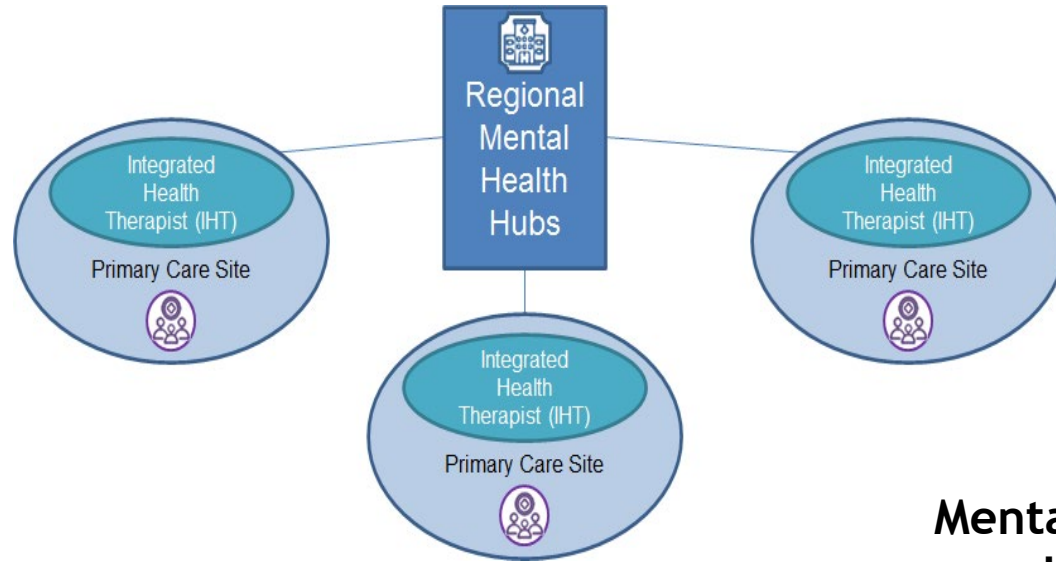 Regional
Mental
Health
Hubs
Integrated
Health
Therapist (IHT)
Primary Care Site
Integrated
Health
Therapist (IHT)
Primary Care Site
Integrated
Health
Therapist (IHT)
Primary Care Site